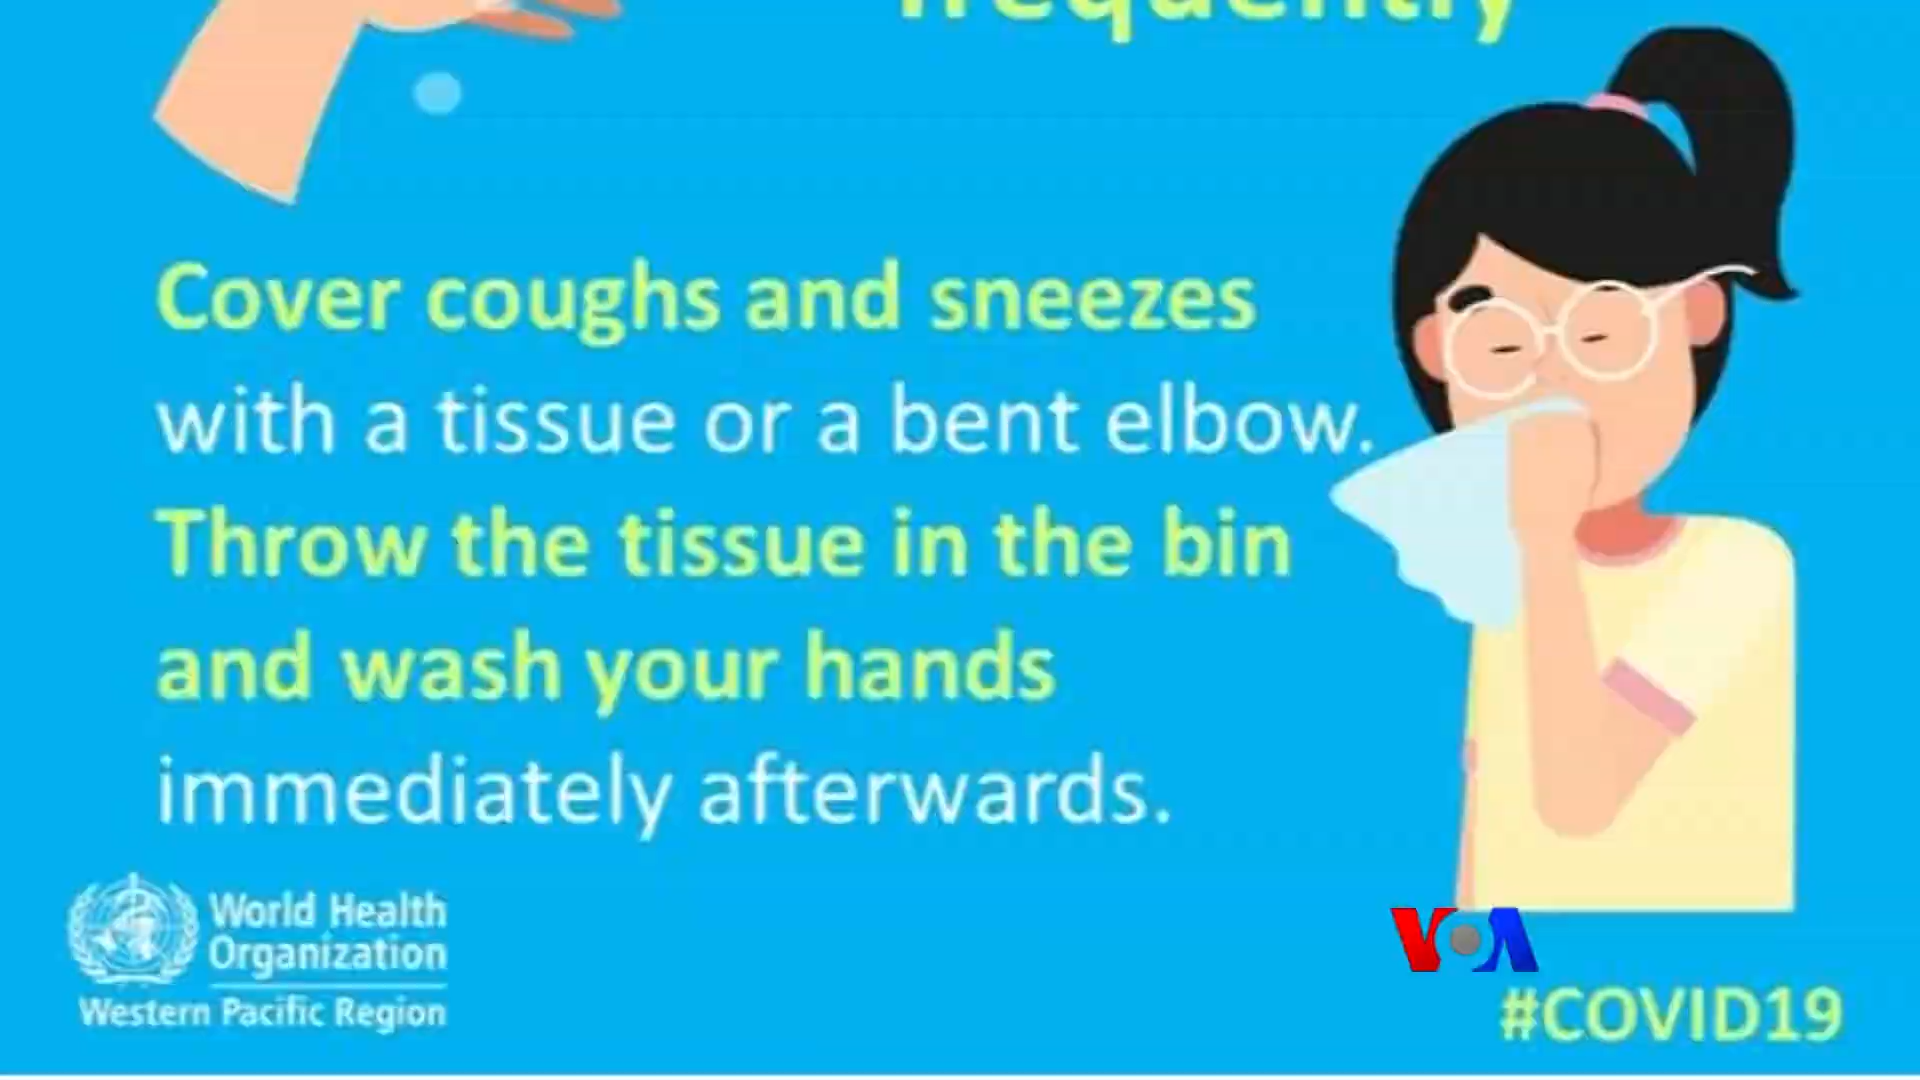 frequently
Cover coughs and sneezes
with a tissue or a bent elbow.
Throw the tissue in the bin
and wash your hands
immediately afterwards.
World Health
Organization
Western Pacific Region
VOA
#COVID19